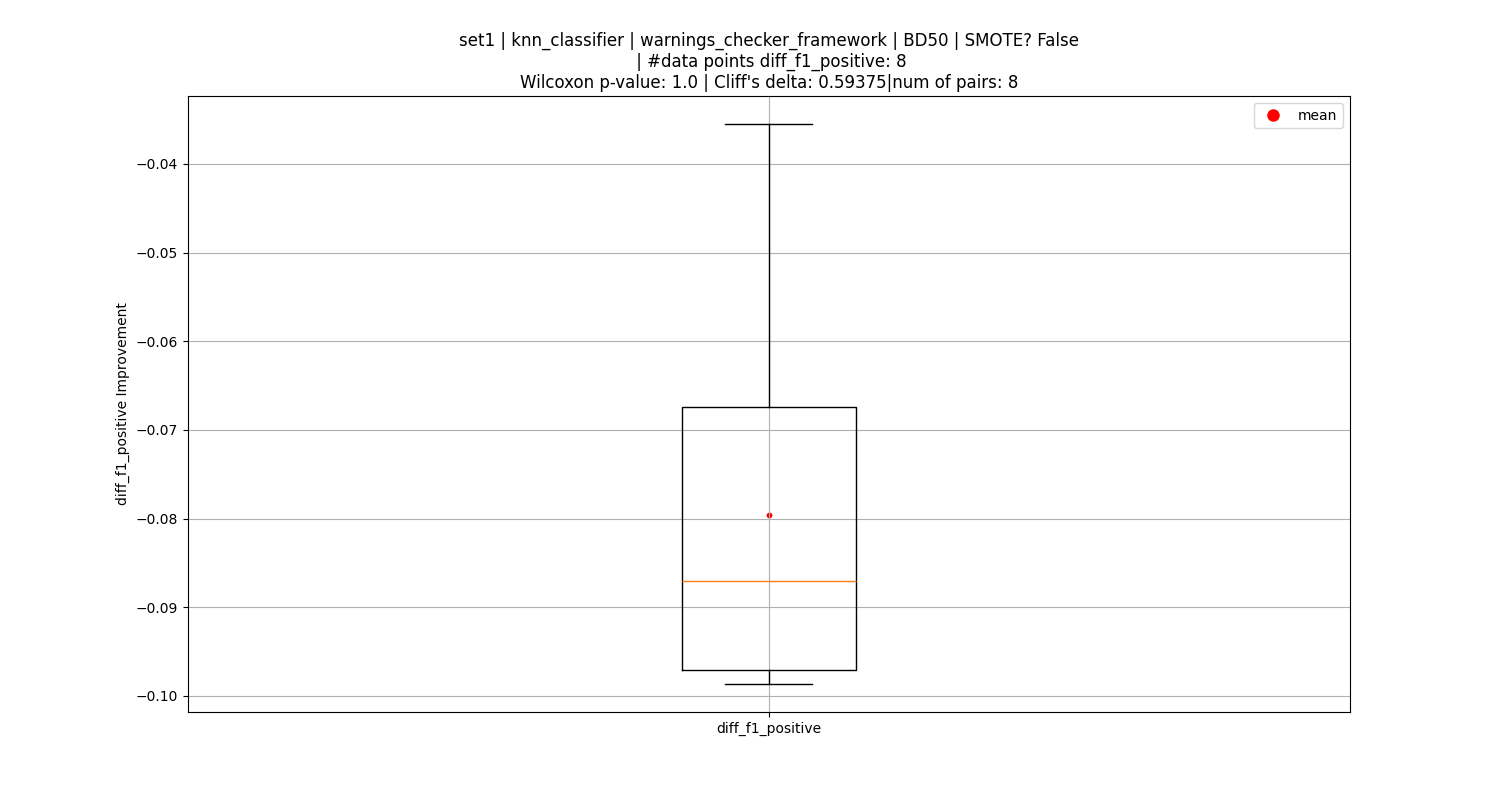 set1 | knn_classifier | warnings_checker_framework | BD50 | SMOTE? False
| #data points diff_f1_positive: 8
Wilcoxon p-value: 1.0 | Cliff's delta: 0.59375|num of pairs: 8
mean
−0.04
−0.05
−0.06
−0.07
−0.08
−0.09
−0.10
diff_f1_positive Improvement
diff_f1_positive